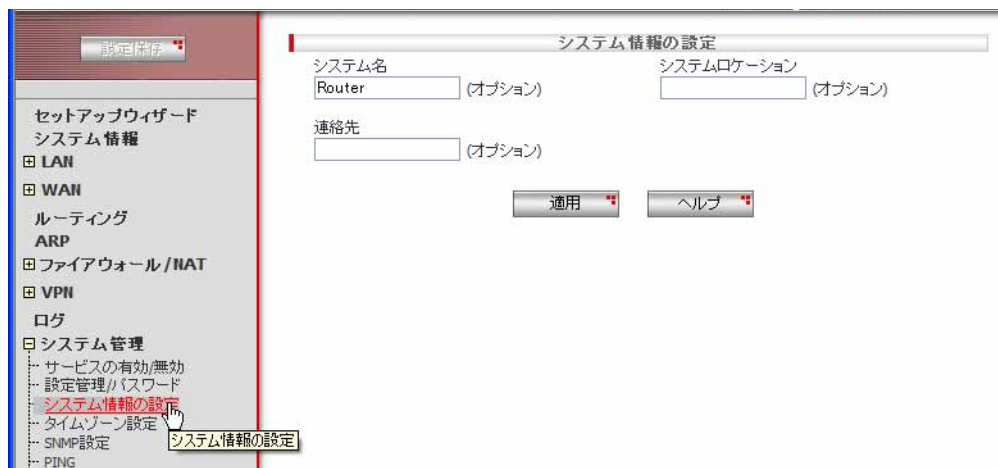 設定保存
セットアップウィザード
システム情報
LAN
WAN
ルーティング
ARP
ファイアウォール/NAT
VPN
ログ
システム管理
サービスの有効/無効
設定管理/パスワード
システム情報の設定
タイムゾーン設定
SNMP設定
システム情報の設定
PING
システム情報の設定
システム名
システムロケーション
Router (オプション)
(オプション)
連絡先
(オプション)
適用
ヘルプ